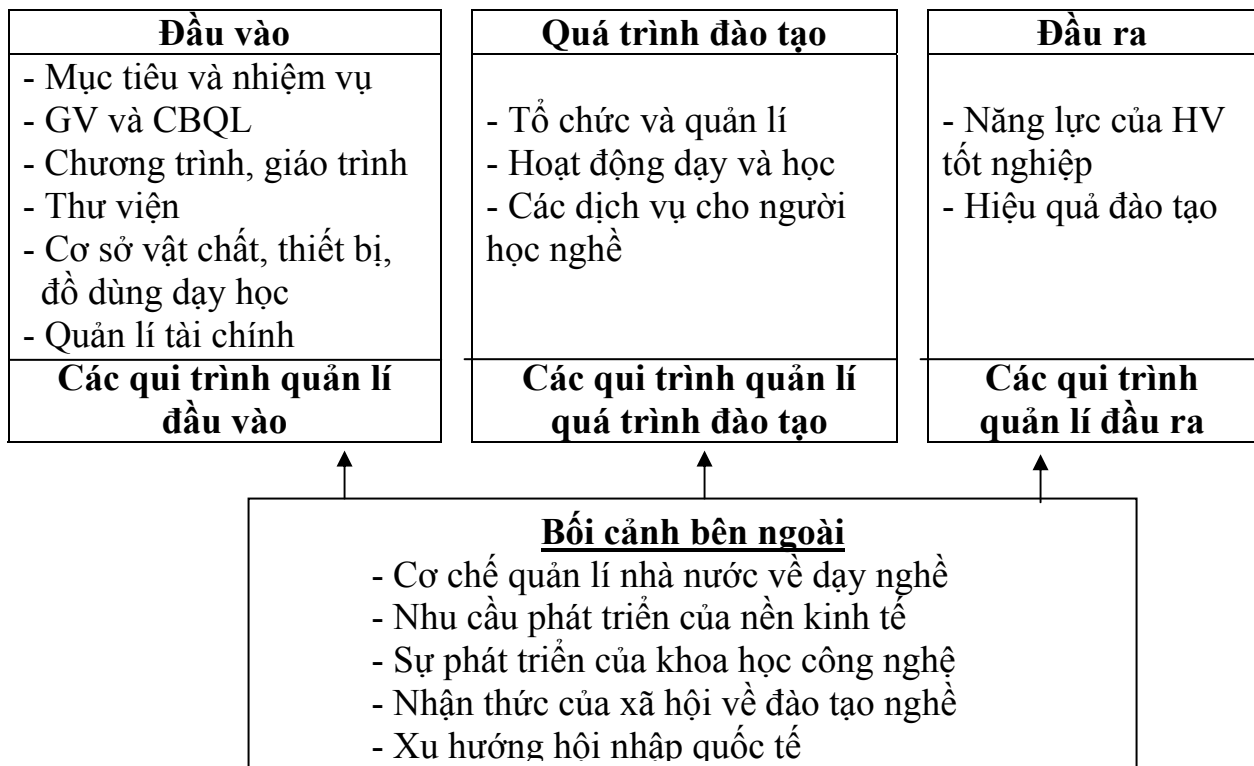 Đầu vào
- Mục tiêu và nhiệm vụ
- GV và CBQL
- Chương trình, giáo trình
- Thư viện
- Cơ sở vật chất, thiết bị,
đồ dùng dạy học
- Quản lí tài chính
Các qui trình quản lí
đầu vào
Quá trình đào tạo
- Tổ chức và quản lí
- Hoạt động dạy và học
- Các dịch vụ cho người
học nghề
Các qui trình quản lí
quá trình đào tạo
Đầu ra
- Năng lực của HV
tốt nghiệp
- Hiệu quả đào tạo
Các qui trình
quản lí đầu ra
Bối cảnh bên ngoài
- Cơ chế quản lí nhà nước về dạy nghề
- Nhu cầu phát triển của nền kinh tế
- Sự phát triển của khoa học công nghệ
- Nhận thức của xã hội về đào tạo nghề
- Xu hướng hội nhập quốc tế